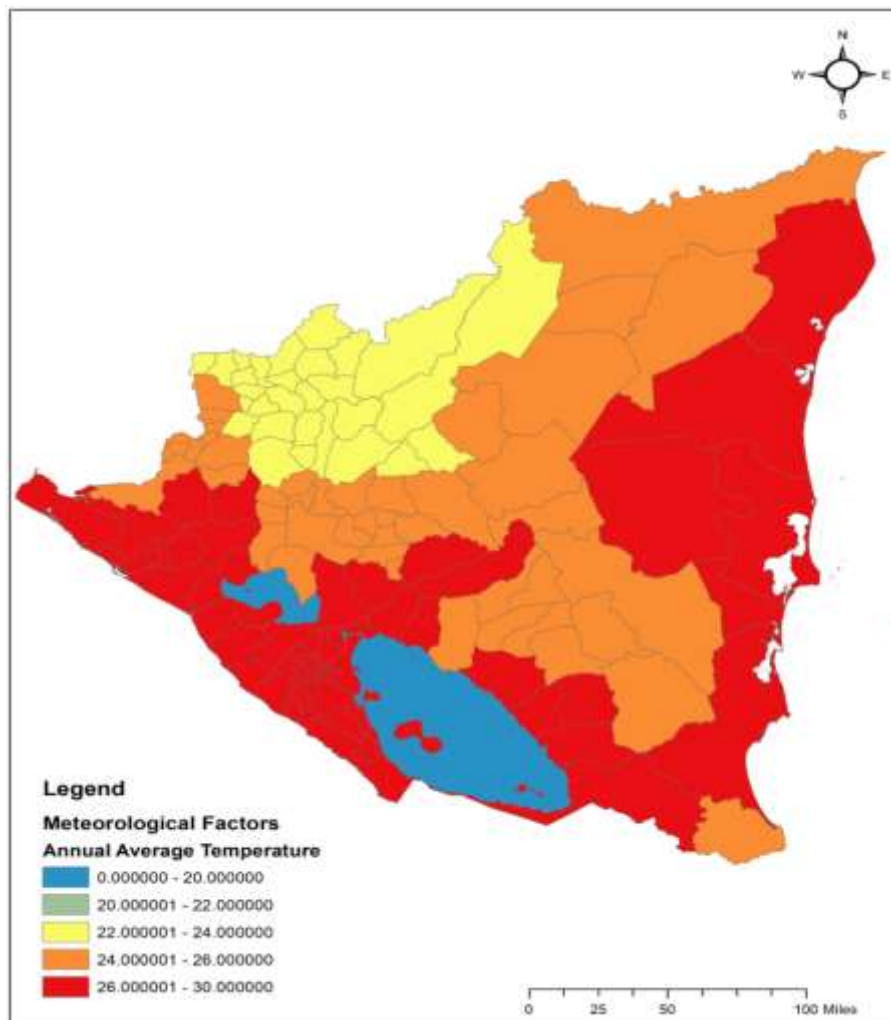 N
W E
S
Legend
Meteorological Factors
Annual Average Temperature
0.000000 - 20.000000
20.000001 - 22.000000
22.000001 - 24.000000
24.000001 - 26.000000
26.000001 - 30.000000
0 25 50 100 Miles